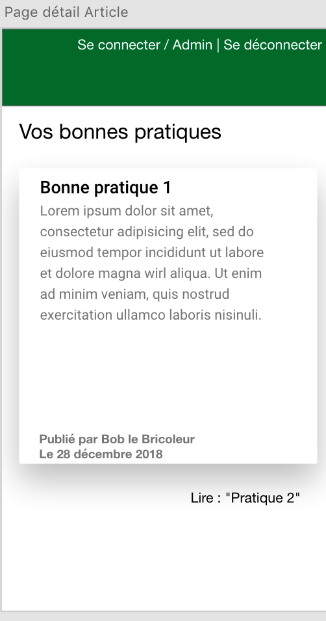 Page détail Article
Se connecter / Admin | Se déconnecter
Vos bonnes pratiques
Bonne pratique 1
Lorem ipsum dolor sit amet,
consectetur adipisicing elit, sed do
eiusmod tempor incididunt ut labore
et dolore magna wirl aliqua. Ut enim
ad minim veniam, quis nostrud
exercitation ullamco laboris nisinuli.
Publié par Bob le Bricoleur
Le 28 décembre 2018
Lire : "Pratique 2"